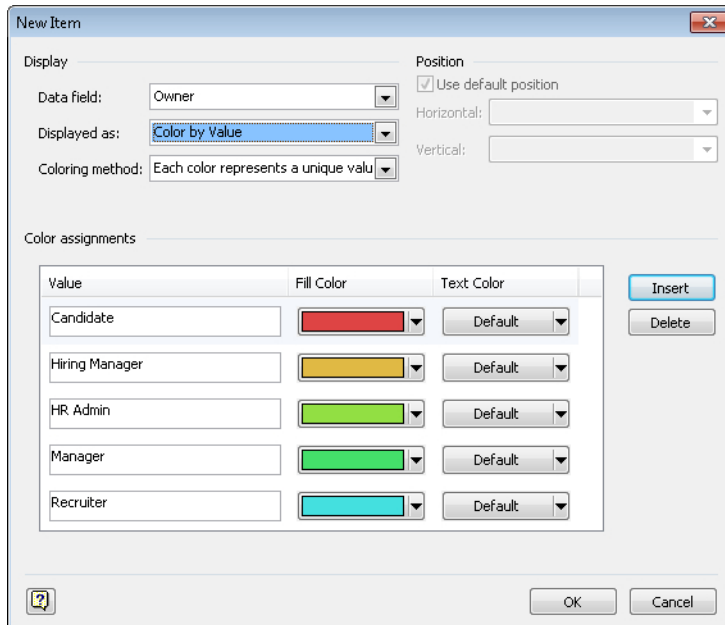 New Item
Display
Position
Data field: Owner
Use default position
Displayed as: Color by Value
Horizontal:
Coloring method: Each color represents a unique valu
Vertical:
Color assignments
Value Fill Color Text Color
Insert
Candidate Default
Delete
Hiring Manager Default
HR Admin Default
Manager Default
Recruiter Default
?
OK Cancel